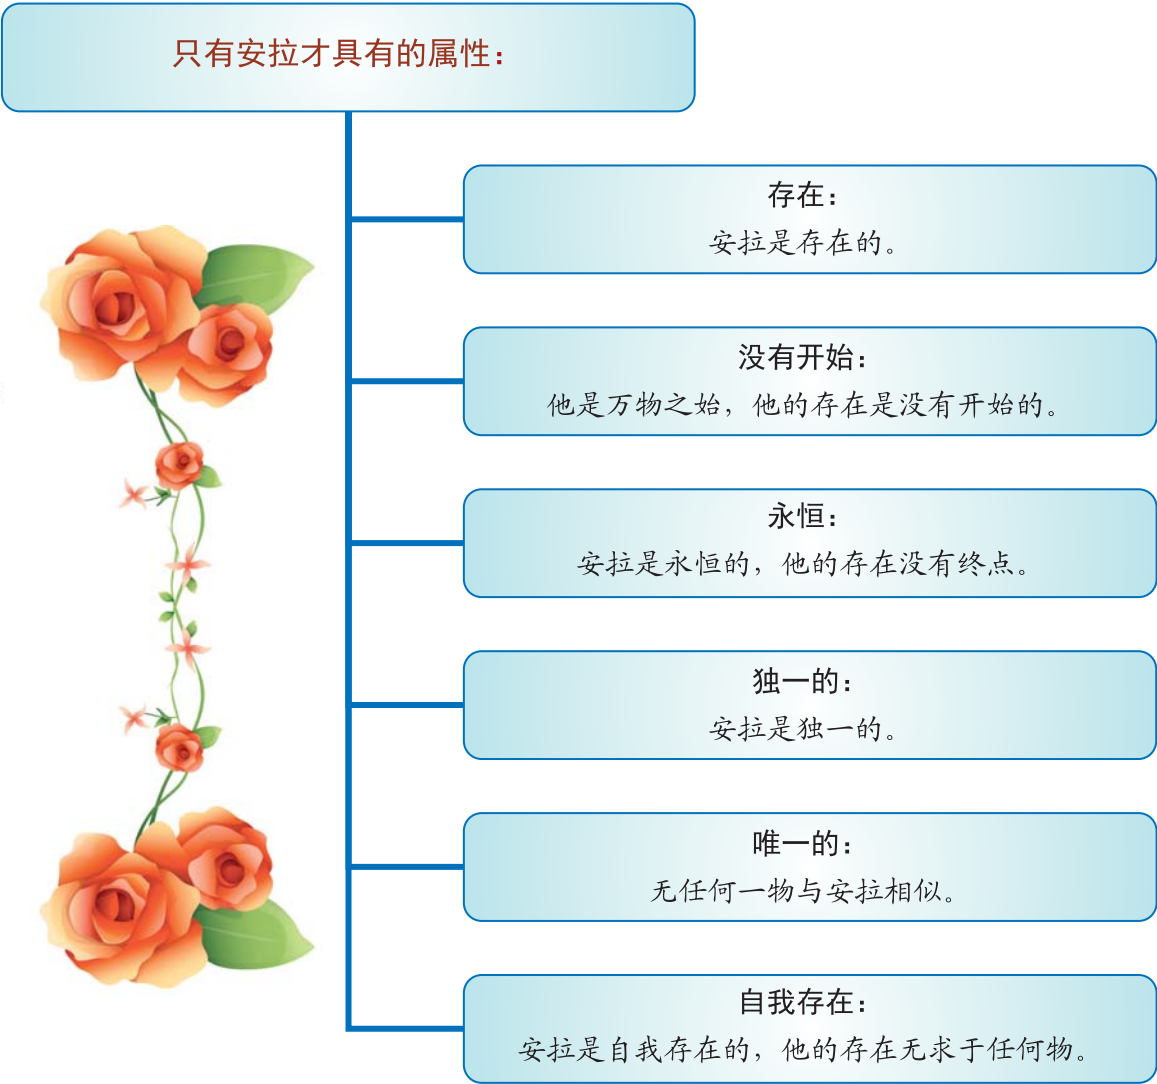 只有安拉才具有的属性：
存在：
安拉是存在的。
没有开始：
他是万物之始，他的存在是没有开始的。
永恒：
安拉是永恒的，他的存在没有终点。
独一的：
安拉是独一的。
唯一的：
无任何一物与安拉相似。
自我存在：
安拉是自我存在的，他的存在无求于任何物。